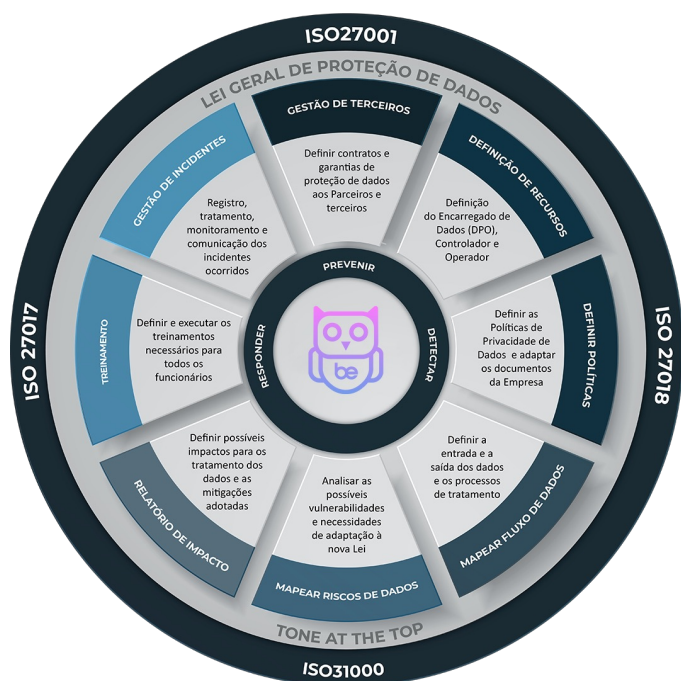 ISO27001
LEI GERAL DE PROTEÇÃO DE DADOS
GESTÃO DE TERCEIROS
Definir contratos e
garantias de
proteção de dados
aos Parceiros e
terceiros
DEFINIÇÃO DE RECURSOS
Definição
do Encarregado de
Dados (DPO),
Controlador e
Operador
DEFINIR POLÍTICAS
Definir as
Políticas de
Privacidade de
Dados e adaptar
os documentos
da Empresa
MAPEAR FLUXO DE DADOS
Definir a
entrada e a
saída dos dados
e os processos
de tratamento
MAPEAR RISCOS DE DADOS
Analisar as
possíveis
vulnerabilidades
e necessidades
de adaptação à
nova Lei
RELATÓRIO DE IMPACTO
Definir possíveis
impactos para os
tratamento dos
dados e as
mitigações
adotadas
TREINAMENTO
Definir e executar os
treinamentos
necessários para
todos os
funcionários
GESTÃO DE INCIDENTES
Registro,
tratamento,
monitoramento e
comunicação dos
incidentes
ocorridos
PREVENIR
DETECTAR
RESPONDER
be
TONE AT THE TOP
ISO 27018
ISO31000
ISO 27017